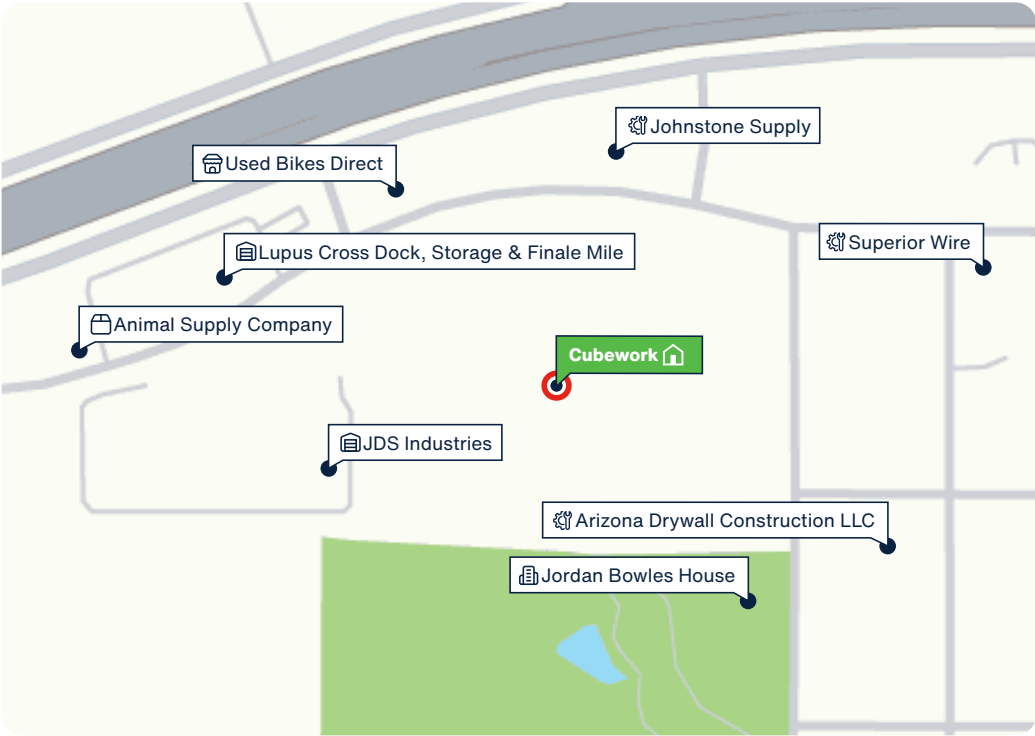 Johnstone Supply
Used Bikes Direct
Superior Wire
Lupus Cross Dock, Storage & Finale Mile
Animal Supply Company
Cubework
JDS Industries
Arizona Drywall Construction LLC
Jordan Bowles House